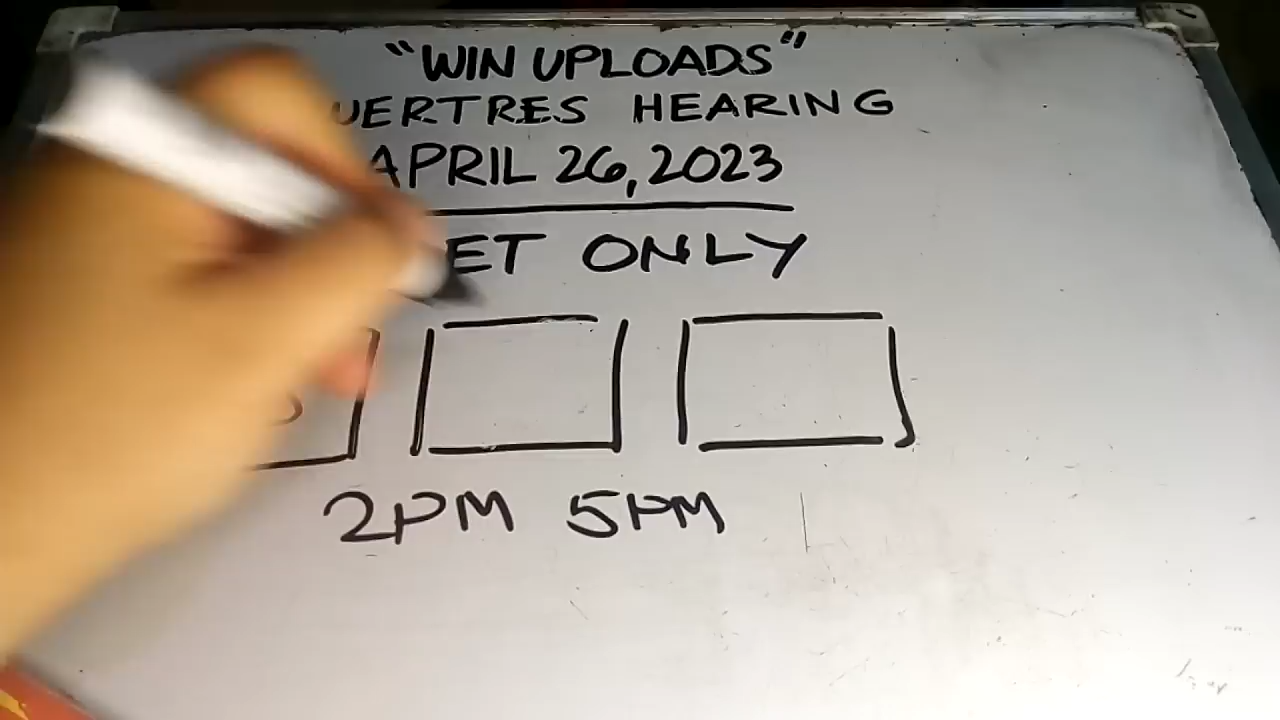 "WIN UPLOADS"
UERTRES HEARING
APRIL 26, 2023
ET ONLY
2PM 5PM